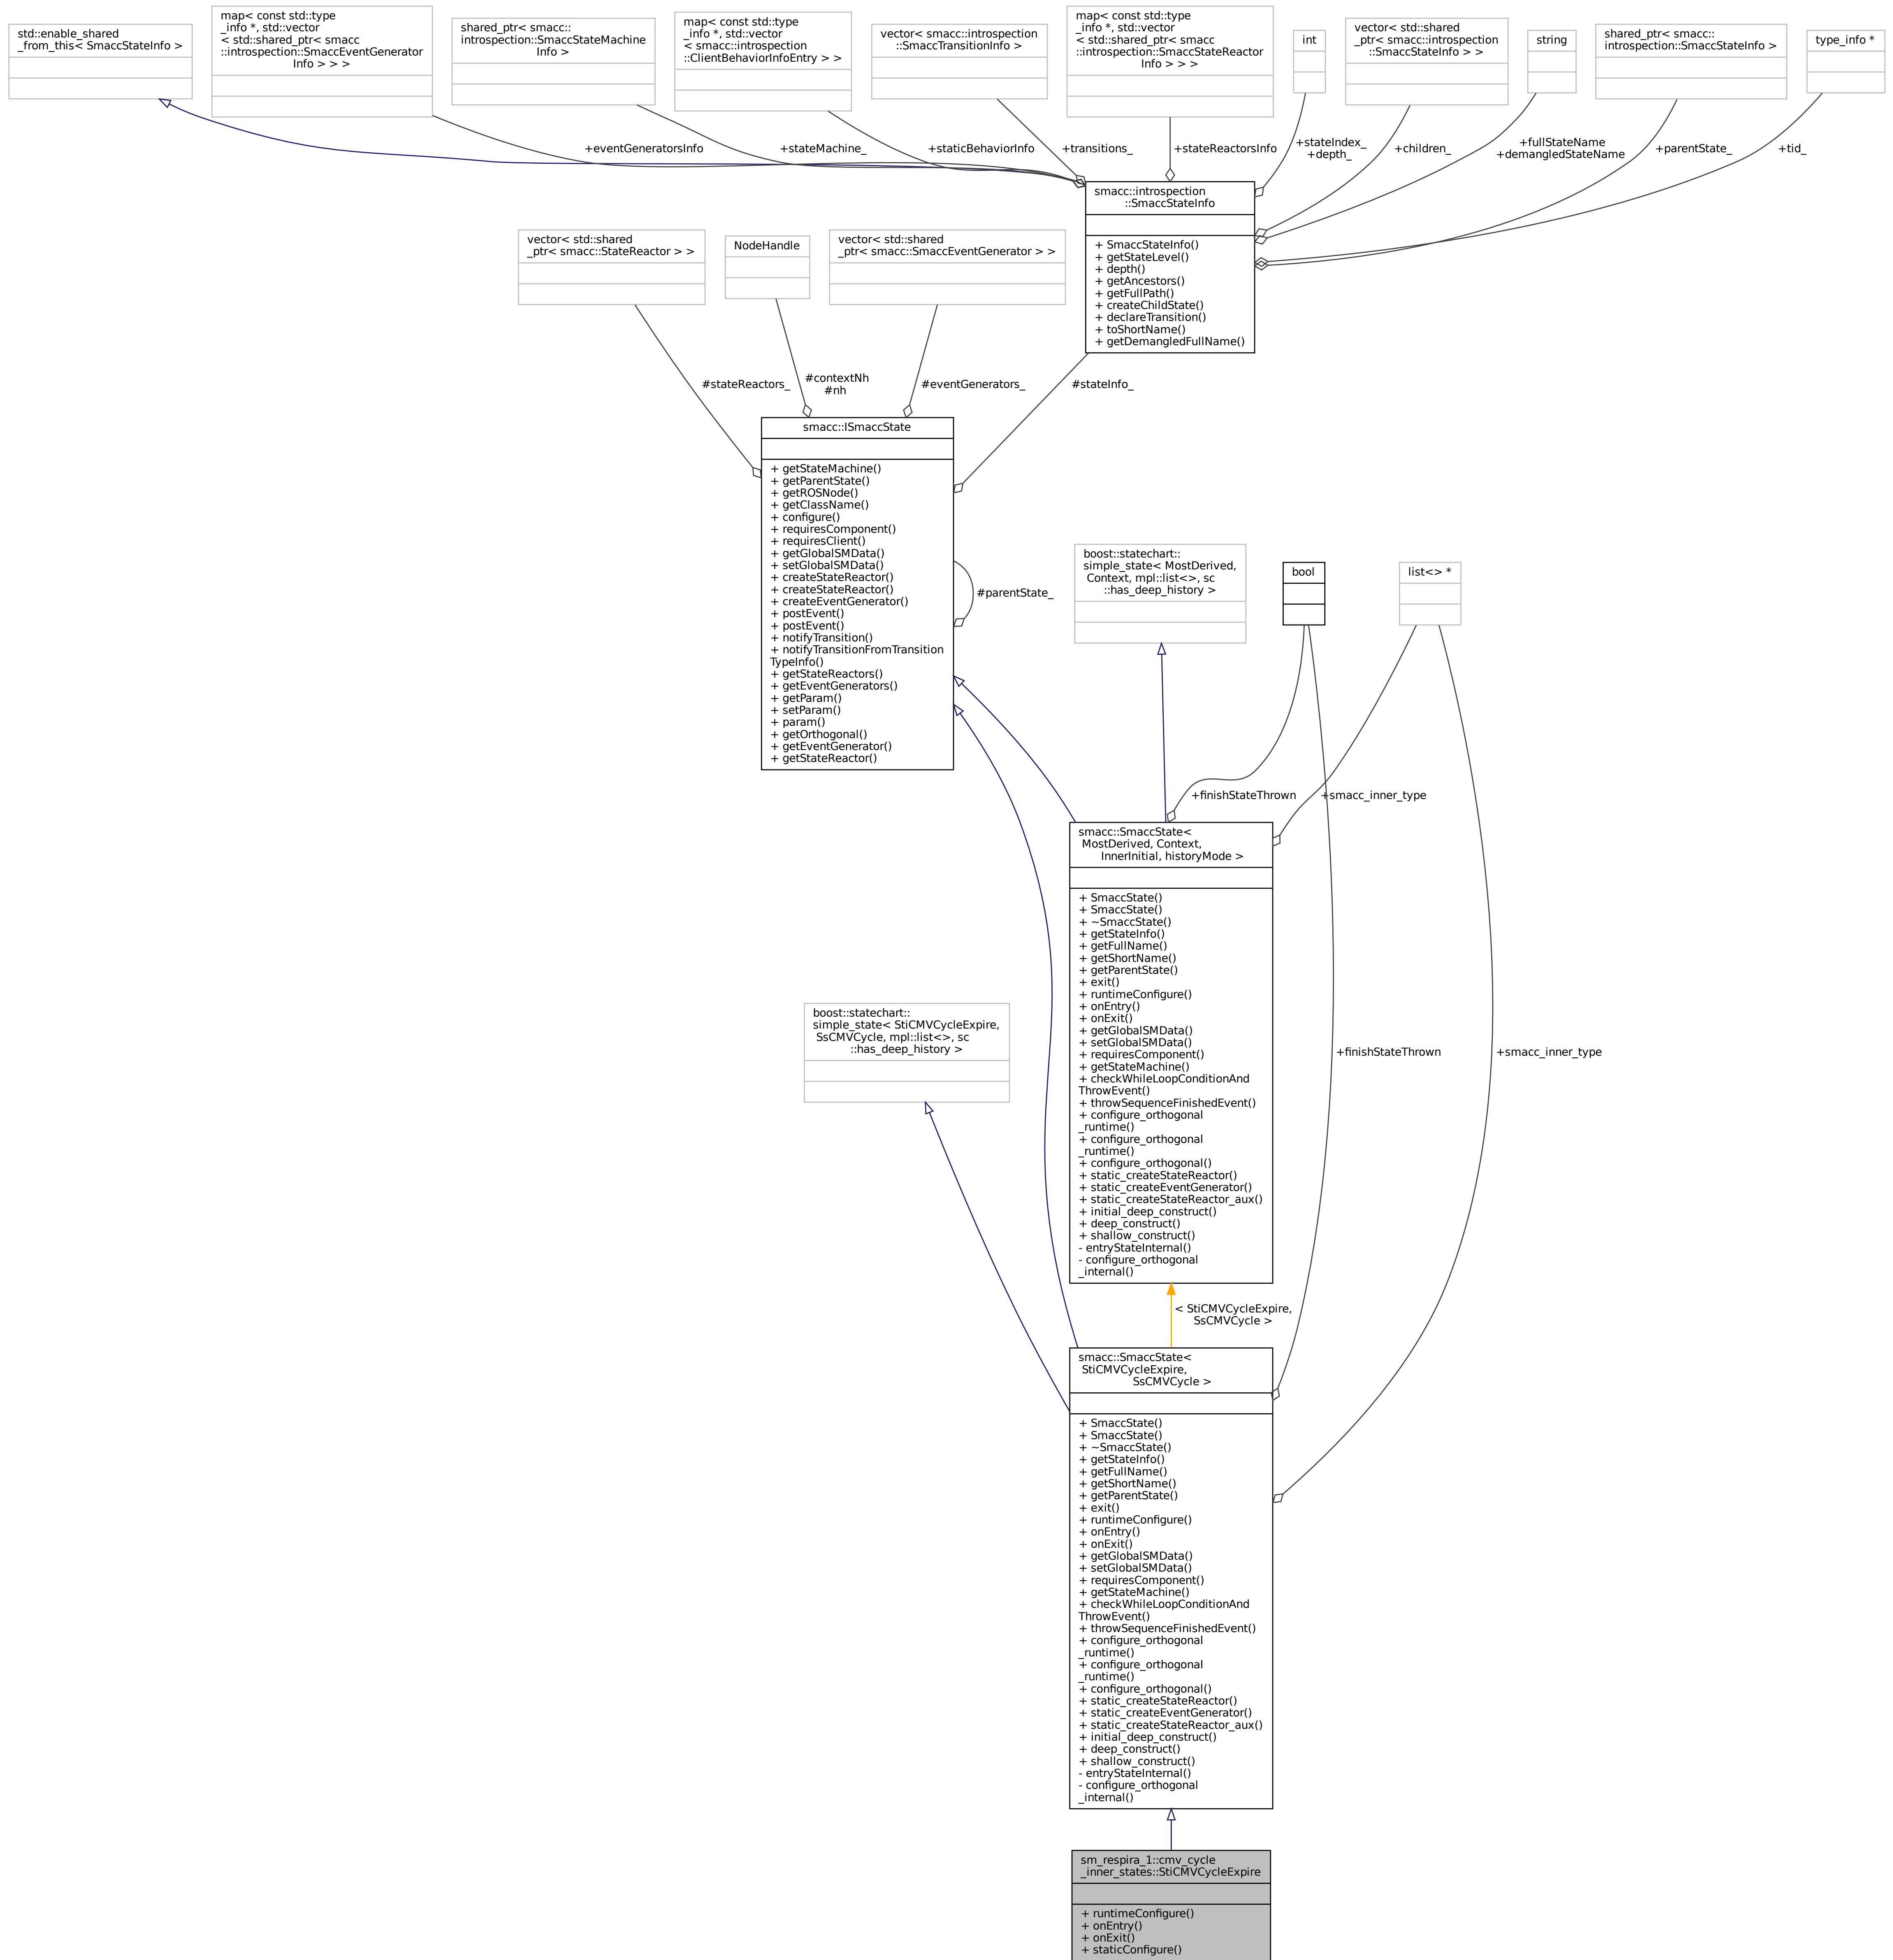 std::enable_shared
_from_this< SmaccStateInfo >
map< const std::type
_info *, std::vector
< std::shared_ptr< smacc
::introspection::SmaccEventGenerator
Info > > >
shared_ptr< smacc::
introspection::SmaccStateMachine
Info >
map< const std::type
_info *, std::vector
< smacc::introspection
::ClientBehaviorInfoEntry > >
vector< smacc::introspection
::SmaccTransitionInfo >
map< const std::type
_info *, std::vector
< std::shared_ptr< smacc
::introspection::SmaccStateReactor
Info > > >
int
vector< std::shared
_ptr< smacc::introspection
::SmaccStateInfo > >
string
shared_ptr< smacc::
introspection::SmaccStateInfo >
type_info *
+eventGeneratorsInfo
+stateMachine_
+staticBehaviorInfo
+transitions_
+stateReactorsInfo
+stateIndex_
+depth_
+children_
+fullStateName
+demangledStateName
+parentState_
+tid_
smacc::introspection
::SmaccStateInfo
+ SmaccStateInfo()
+ getStateLevel()
+ depth()
+ getAncestors()
+ getFullPath()
+ createChildState()
+ declareTransition()
+ toShortName()
+ getDemangledFullName()
vector< std::shared
_ptr< smacc::StateReactor > >
NodeHandle
vector< std::shared
_ptr< smacc::SmaccEventGenerator > >
#stateReactors_
#contextNh
#nh
#eventGenerators_
#stateInfo_
smacc::ISmaccState
+ getStateMachine()
+ getParentState()
+ getROSNode()
+ getClassName()
+ configure()
+ requiresComponent()
+ requiresClient()
+ getGlobalSMData()
+ setGlobalSMData()
+ createStateReactor()
+ createStateReactor()
+ createEventGenerator()
+ postEvent()
+ postEvent()
+ notifyTransition()
+ notifyTransitionFromTransition
TypeInfo()
+ getStateReactors()
+ getEventGenerators()
+ getParam()
+ setParam()
+ param()
+ getOrthogonal()
+ getEventGenerator()
+ getStateReactor()
#parentState_
boost::statechart::
simple_state< MostDerived,
Context, mpl::list<>, sc
::has_deep_history >
bool
list<> *
+finishStateThrown
+smacc_inner_type
smacc::SmaccState<
MostDerived, Context,
InnerInitial, historyMode >
+ SmaccState()
+ SmaccState()
+ ~SmaccState()
+ getStateInfo()
+ getFullName()
+ getShortName()
+ getParentState()
+ exit()
+ runtimeConfigure()
+ onEntry()
+ onExit()
+ getGlobalSMData()
+ setGlobalSMData()
+ requiresComponent()
+ getStateMachine()
+ checkWhileLoopConditionAnd
ThrowEvent()
+ throwSequenceFinishedEvent()
+ configure_orthogonal
_runtime()
+ configure_orthogonal
_runtime()
+ configure_orthogonal()
+ static_createStateReactor()
+ static_createEventGenerator()
+ static_createStateReactor_aux()
+ initial_deep_construct()
+ deep_construct()
+ shallow_construct()
- entryStateInternal()
- configure_orthogonal
_internal()
boost::statechart::
simple_state< StiCMVCycleExpire,
SsCMVCycle, mpl::list<>, sc
::has_deep_history >
+finishStateThrown
+smacc_inner_type
< StiCMVCycleExpire,
SsCMVCycle >
smacc::SmaccState<
StiCMVCycleExpire,
SsCMVCycle >
+ SmaccState()
+ SmaccState()
+ ~SmaccState()
+ getStateInfo()
+ getFullName()
+ getShortName()
+ getParentState()
+ exit()
+ runtimeConfigure()
+ onEntry()
+ onExit()
+ getGlobalSMData()
+ setGlobalSMData()
+ requiresComponent()
+ getStateMachine()
+ checkWhileLoopConditionAnd
ThrowEvent()
+ throwSequenceFinishedEvent()
+ configure_orthogonal
_runtime()
+ configure_orthogonal
_runtime()
+ configure_orthogonal()
+ static_createStateReactor()
+ static_createEventGenerator()
+ static_createStateReactor_aux()
+ initial_deep_construct()
+ deep_construct()
+ shallow_construct()
- entryStateInternal()
- configure_orthogonal
_internal()
sm_respira_1::cmv_cycle
_inner_states::StiCMVCycleExpire
+ runtimeConfigure()
+ onEntry()
+ onExit()
+ staticConfigure()